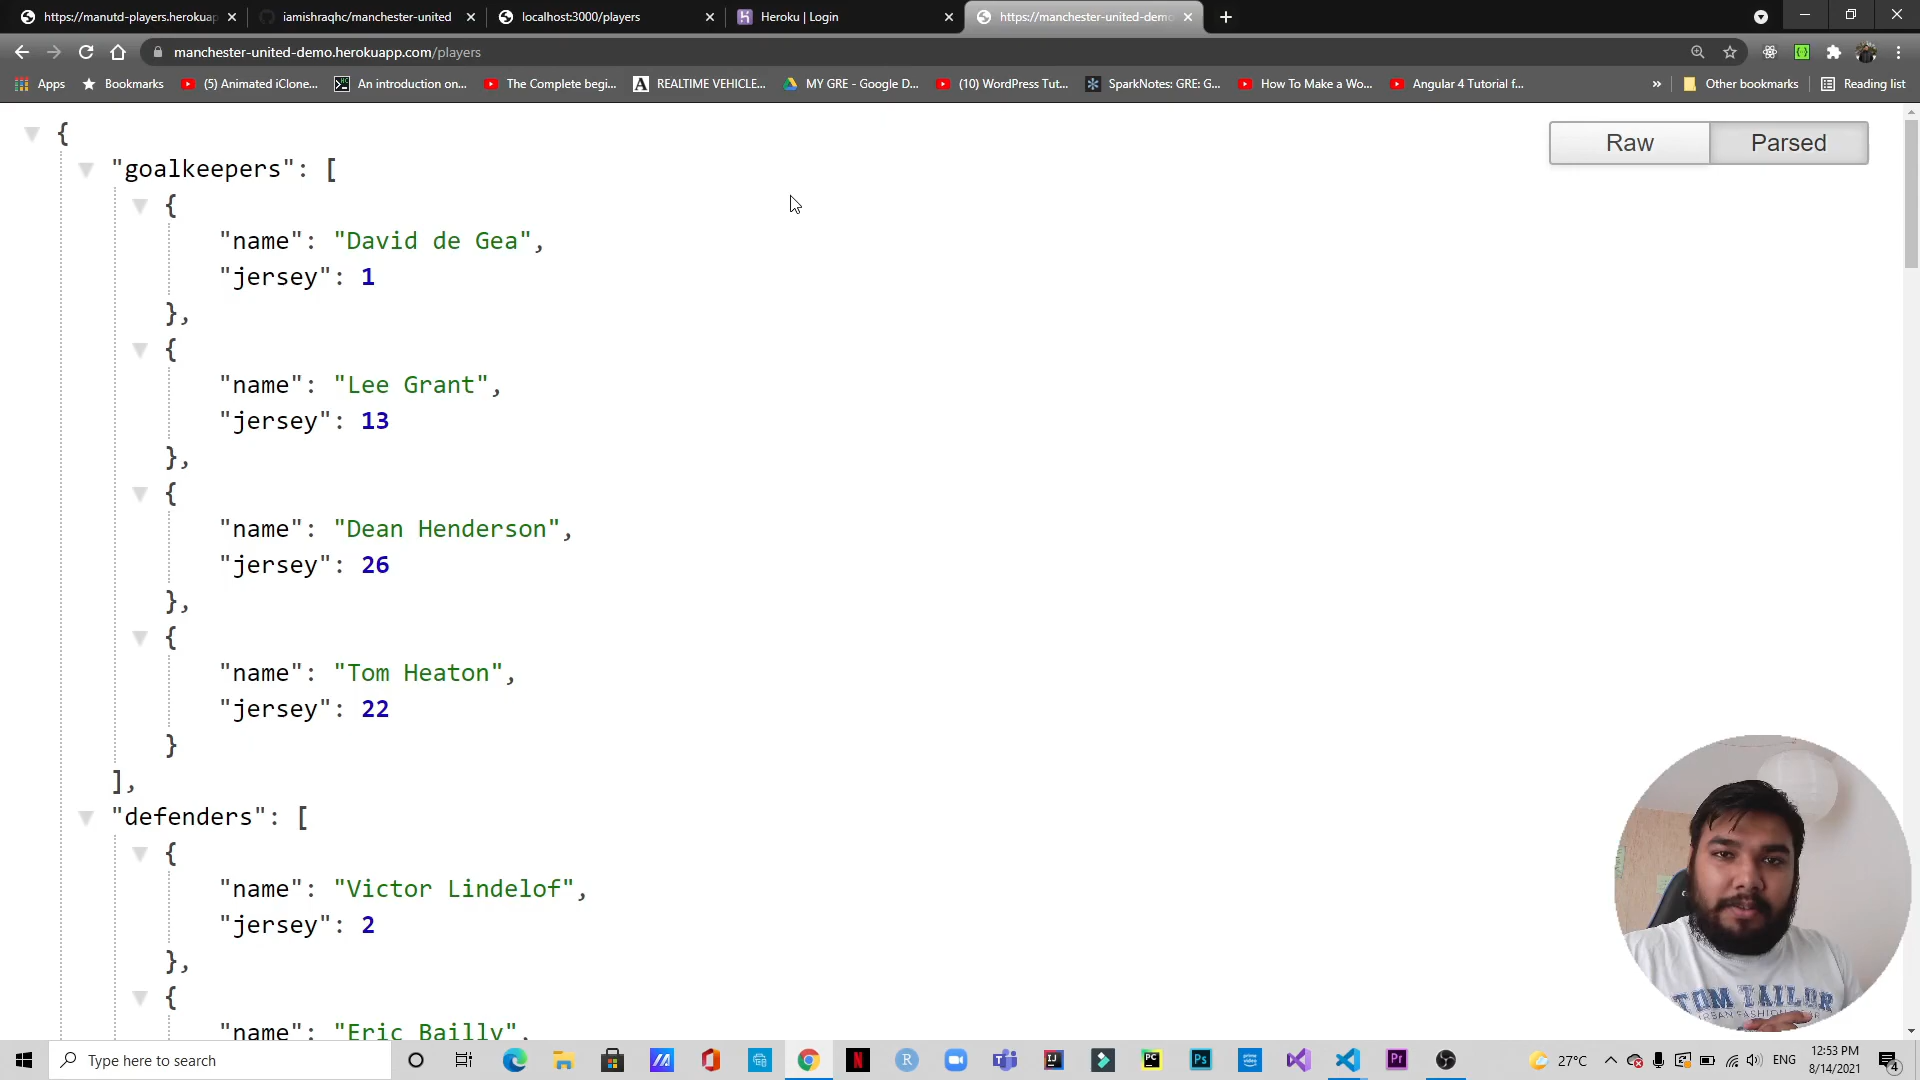 https://manutd-players.herokuap
iamishraqhc/manchester-united
localhost:3000/players
Heroku | Login
https://manchester-united-demo
manchester-united-demo.herokuapp.com/players
Apps
Bookmarks
(5) Animated iClone...
An introduction on...
The Complete begi...
REALTIME VEHICLE...
MY GRE - Google D...
(10) WordPress Tut...
SparkNotes: GRE: G...
How To Make a Wo...
Angular 4 Tutorial f...
»
Other bookmarks
Reading list
Raw
Parsed
{
"goalkeepers": [
{
"name": "David de Gea",
"jersey": 1
},
{
"name": "Lee Grant",
"jersey": 13
},
{
"name": "Dean Henderson",
"jersey": 26
},
{
"name": "Tom Heaton",
"jersey": 22
}
],
"defenders": [
{
"name": "Victor Lindelof",
"jersey": 2
},
{
"name": "Eric Bailly",
TOM TAILOR
Type here to search
27°C
ENG
12:53 PM
8/14/2021
4